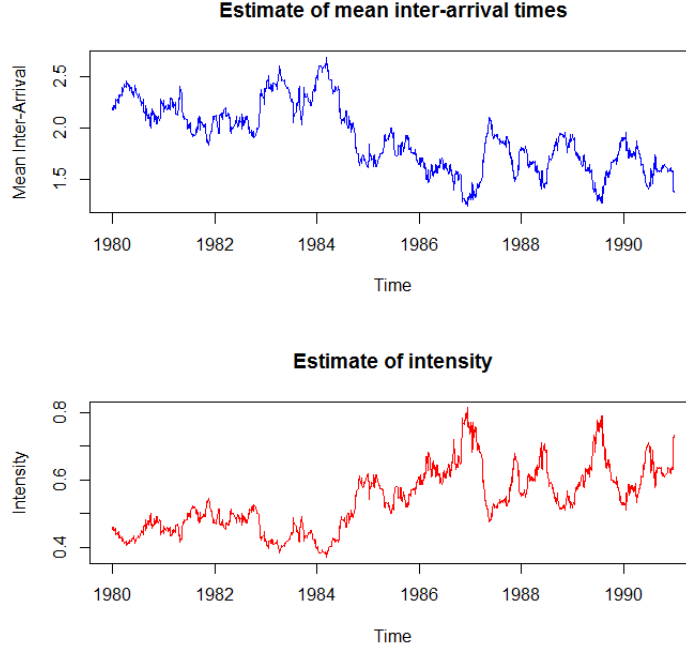 Estimate of mean inter-arrival times
Mean Inter-Arrival
2.5
2.0
1.5
1980 1982 1984 1986 1988 1990
Time
Estimate of intensity
Intensity
0.8
0.6
0.4
1980 1982 1984 1986 1988 1990
Time